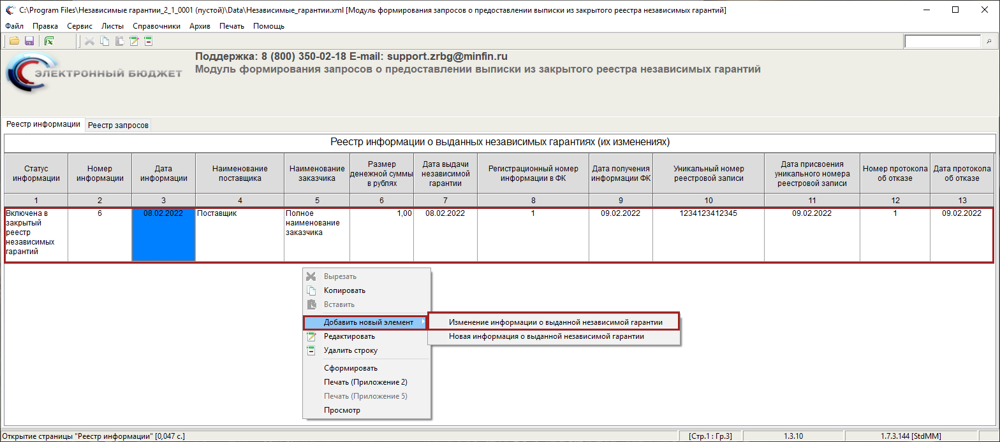 C:\Program Files\Независимые гарантии_2_1_0001 (пустой)\Data\Независимые_гарантии.xml [Модуль формирования запросов о предоставлении выписки из закрытого реестра независимых гарантий]
Файл Правка Сервис Листы Справочники Архив Печать Помощь
Поддержка: 8 (800) 350-02-18 E-mail: support.zrbg@minfin.ru
Модуль формирования запросов о предоставлении выписки из закрытого реестра независимых гарантий
ЭЛЕКТРОННЫЙ БЮДЖЕТ
Реестр информации Реестр запросов
Реестр информации о выданных независимых гарантиях (их изменениях)
Статус информации Номер информации Дата информации Наименование поставщика Наименование заказчика Размер денежной суммы в рублях Дата выдачи независимой гарантии Регистрационный номер информации в ФК Дата получения информации ФК Уникальный номер реестровой записи Дата присвоения уникального номера реестровой записи Номер протокола об отказе Дата протокола об отказе
1 2 3 4 5 6 7 8 9 10 11 12 13
Включена в закрытый реестр независимых гарантий 6 08.02.2022 Поставщик Полное наименование заказчика 1,00 08.02.2022 1 09.02.2022 1234123412345 09.02.2022 1 09.02.2022
Вырезать
Копировать
Вставить
Добавить новый элемент
Изменение информации о выданной независимой гарантии
Новая информация о выданной независимой гарантии
Редактировать
Удалить строку
Сформировать
Печать (Приложение 2)
Печать (Приложение 5)
Просмотр
Открытие страницы "Реестр информации" [0,047 с.] [Стр.1 : Гр.3] 1.3.10 1.7.3.144 [StdMM]